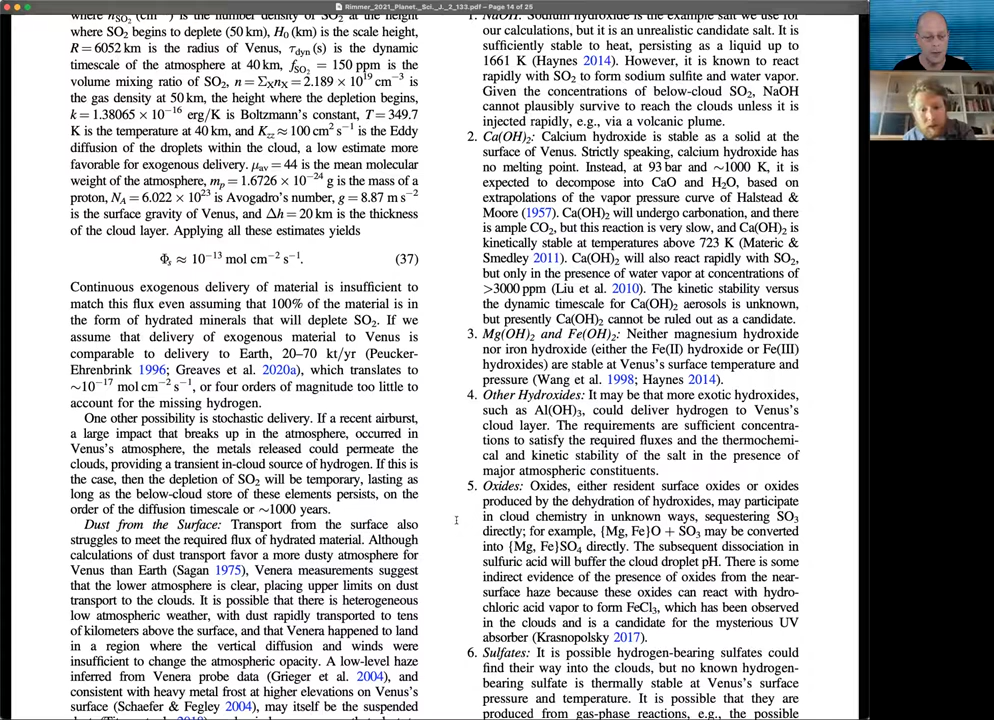 Rimmer_2021_Planet._Sci._J._2_133.pdf – Page 14 of 25
where n_SO₂ (cm⁻³) is the number density of SO₂ at the height
where SO₂ begins to deplete (50 km), H₀ (km) is the scale height,
R = 6052 km is the radius of Venus, τ_dyn (s) is the dynamic
timescale of the atmosphere at 40 km, f_SO₂ = 150 ppm is the
volume mixing ratio of SO₂, n = Σ_X n_X = 2.189 × 10¹⁹ cm⁻³ is
the gas density at 50 km, the height where the depletion begins,
k = 1.38065 × 10⁻¹⁶ erg/K is Boltzmann's constant, T = 349.7
K is the temperature at 40 km, and K_zz ≈ 100 cm² s⁻¹ is the Eddy
diffusion of the droplets within the cloud, a low estimate more
favorable for exogenous delivery. μ_av = 44 is the mean molecular
weight of the atmosphere, m_p = 1.6726 × 10⁻²⁴ g is the mass of a
proton, N_A = 6.022 × 10²³ is Avogadro's number, g = 8.87 m s⁻²
is the surface gravity of Venus, and Δh = 20 km is the thickness
of the cloud layer. Applying all these estimates yields
Φ_s ≈ 10⁻¹³ mol cm⁻² s⁻¹. (37)
Continuous exogenous delivery of material is insufficient to
match this flux even assuming that 100% of the material is in
the form of hydrated minerals that will deplete SO₂. If we
assume that delivery of exogenous material to Venus is
comparable to delivery to Earth, 20–70 kt/yr (Peucker-
Ehrenbrink 1996; Greaves et al. 2020a), which translates to
∼10⁻¹⁷ mol cm⁻² s⁻¹, or four orders of magnitude too little to
account for the missing hydrogen.
One other possibility is stochastic delivery. If a recent airburst,
a large impact that breaks up in the atmosphere, occurred in
Venus's atmosphere, the metals released could permeate the
clouds, providing a transient in-cloud source of hydrogen. If this is
the case, then the depletion of SO₂ will be temporary, lasting as
long as the below-cloud store of these elements persists, on the
order of the diffusion timescale or ∼1000 years.
Dust from the Surface: Transport from the surface also
struggles to meet the required flux of hydrated material. Although
calculations of dust transport favor a more dusty atmosphere for
Venus than Earth (Sagan 1975), Venera measurements suggest
that the lower atmosphere is clear, placing upper limits on dust
transport to the clouds. It is possible that there is heterogeneous
low atmospheric weather, with dust rapidly transported to tens
of kilometers above the surface, and that Venera happened to land
in a region where the vertical diffusion and winds were
insufficient to change the atmospheric opacity. A low-level haze
inferred from Venera probe data (Grieger et al. 2004), and
consistent with heavy metal frost at higher elevations on Venus's
surface (Schaefer & Fegley 2004), may itself be the suspended
1. NaOH: Sodium hydroxide is the example salt we use for
our calculations, but it is an unrealistic candidate salt. It is
sufficiently stable to heat, persisting as a liquid up to
1661 K (Haynes 2014). However, it is known to react
rapidly with SO₂ to form sodium sulfite and water vapor.
Given the concentrations of below-cloud SO₂, NaOH
cannot plausibly survive to reach the clouds unless it is
injected rapidly, e.g., via a volcanic plume.
2. Ca(OH)₂: Calcium hydroxide is stable as a solid at the
surface of Venus. Strictly speaking, calcium hydroxide has
no melting point. Instead, at 93 bar and ∼1000 K, it is
expected to decompose into CaO and H₂O, based on
extrapolations of the vapor pressure curve of Halstead &
Moore (1957). Ca(OH)₂ will undergo carbonation, and there
is ample CO₂, but this reaction is very slow, and Ca(OH)₂ is
kinetically stable at temperatures above 723 K (Materic &
Smedley 2011). Ca(OH)₂ will also react rapidly with SO₂,
but only in the presence of water vapor at concentrations of
>3000 ppm (Liu et al. 2010). The kinetic stability versus
the dynamic timescale for Ca(OH)₂ aerosols is unknown,
but presently Ca(OH)₂ cannot be ruled out as a candidate.
3. Mg(OH)₂ and Fe(OH)₂: Neither magnesium hydroxide
nor iron hydroxide (either the Fe(II) hydroxide or Fe(III)
hydroxides) are stable at Venus's surface temperature and
pressure (Wang et al. 1998; Haynes 2014).
4. Other Hydroxides: It may be that more exotic hydroxides,
such as Al(OH)₃, could deliver hydrogen to Venus's
cloud layer. The requirements are sufficient concentra-
tions to satisfy the required fluxes and the thermochemi-
cal and kinetic stability of the salt in the presence of
major atmospheric constituents.
5. Oxides: Oxides, either resident surface oxides or oxides
produced by the dehydration of hydroxides, may participate
in cloud chemistry in unknown ways, sequestering SO₃
directly; for example, {Mg, Fe}O + SO₃ may be converted
into {Mg, Fe}SO₄ directly. The subsequent dissociation in
sulfuric acid will buffer the cloud droplet pH. There is some
indirect evidence of the presence of oxides from the near-
surface haze because these oxides can react with hydro-
chloric acid vapor to form FeCl₃, which has been observed
in the clouds and is a candidate for the mysterious UV
absorber (Krasnopolsky 2017).
6. Sulfates: It is possible hydrogen-bearing sulfates could
find their way into the clouds, but no known hydrogen-
bearing sulfate is thermally stable at Venus's surface
pressure and temperature. It is possible that they are
produced from gas-phase reactions, e.g., the possible